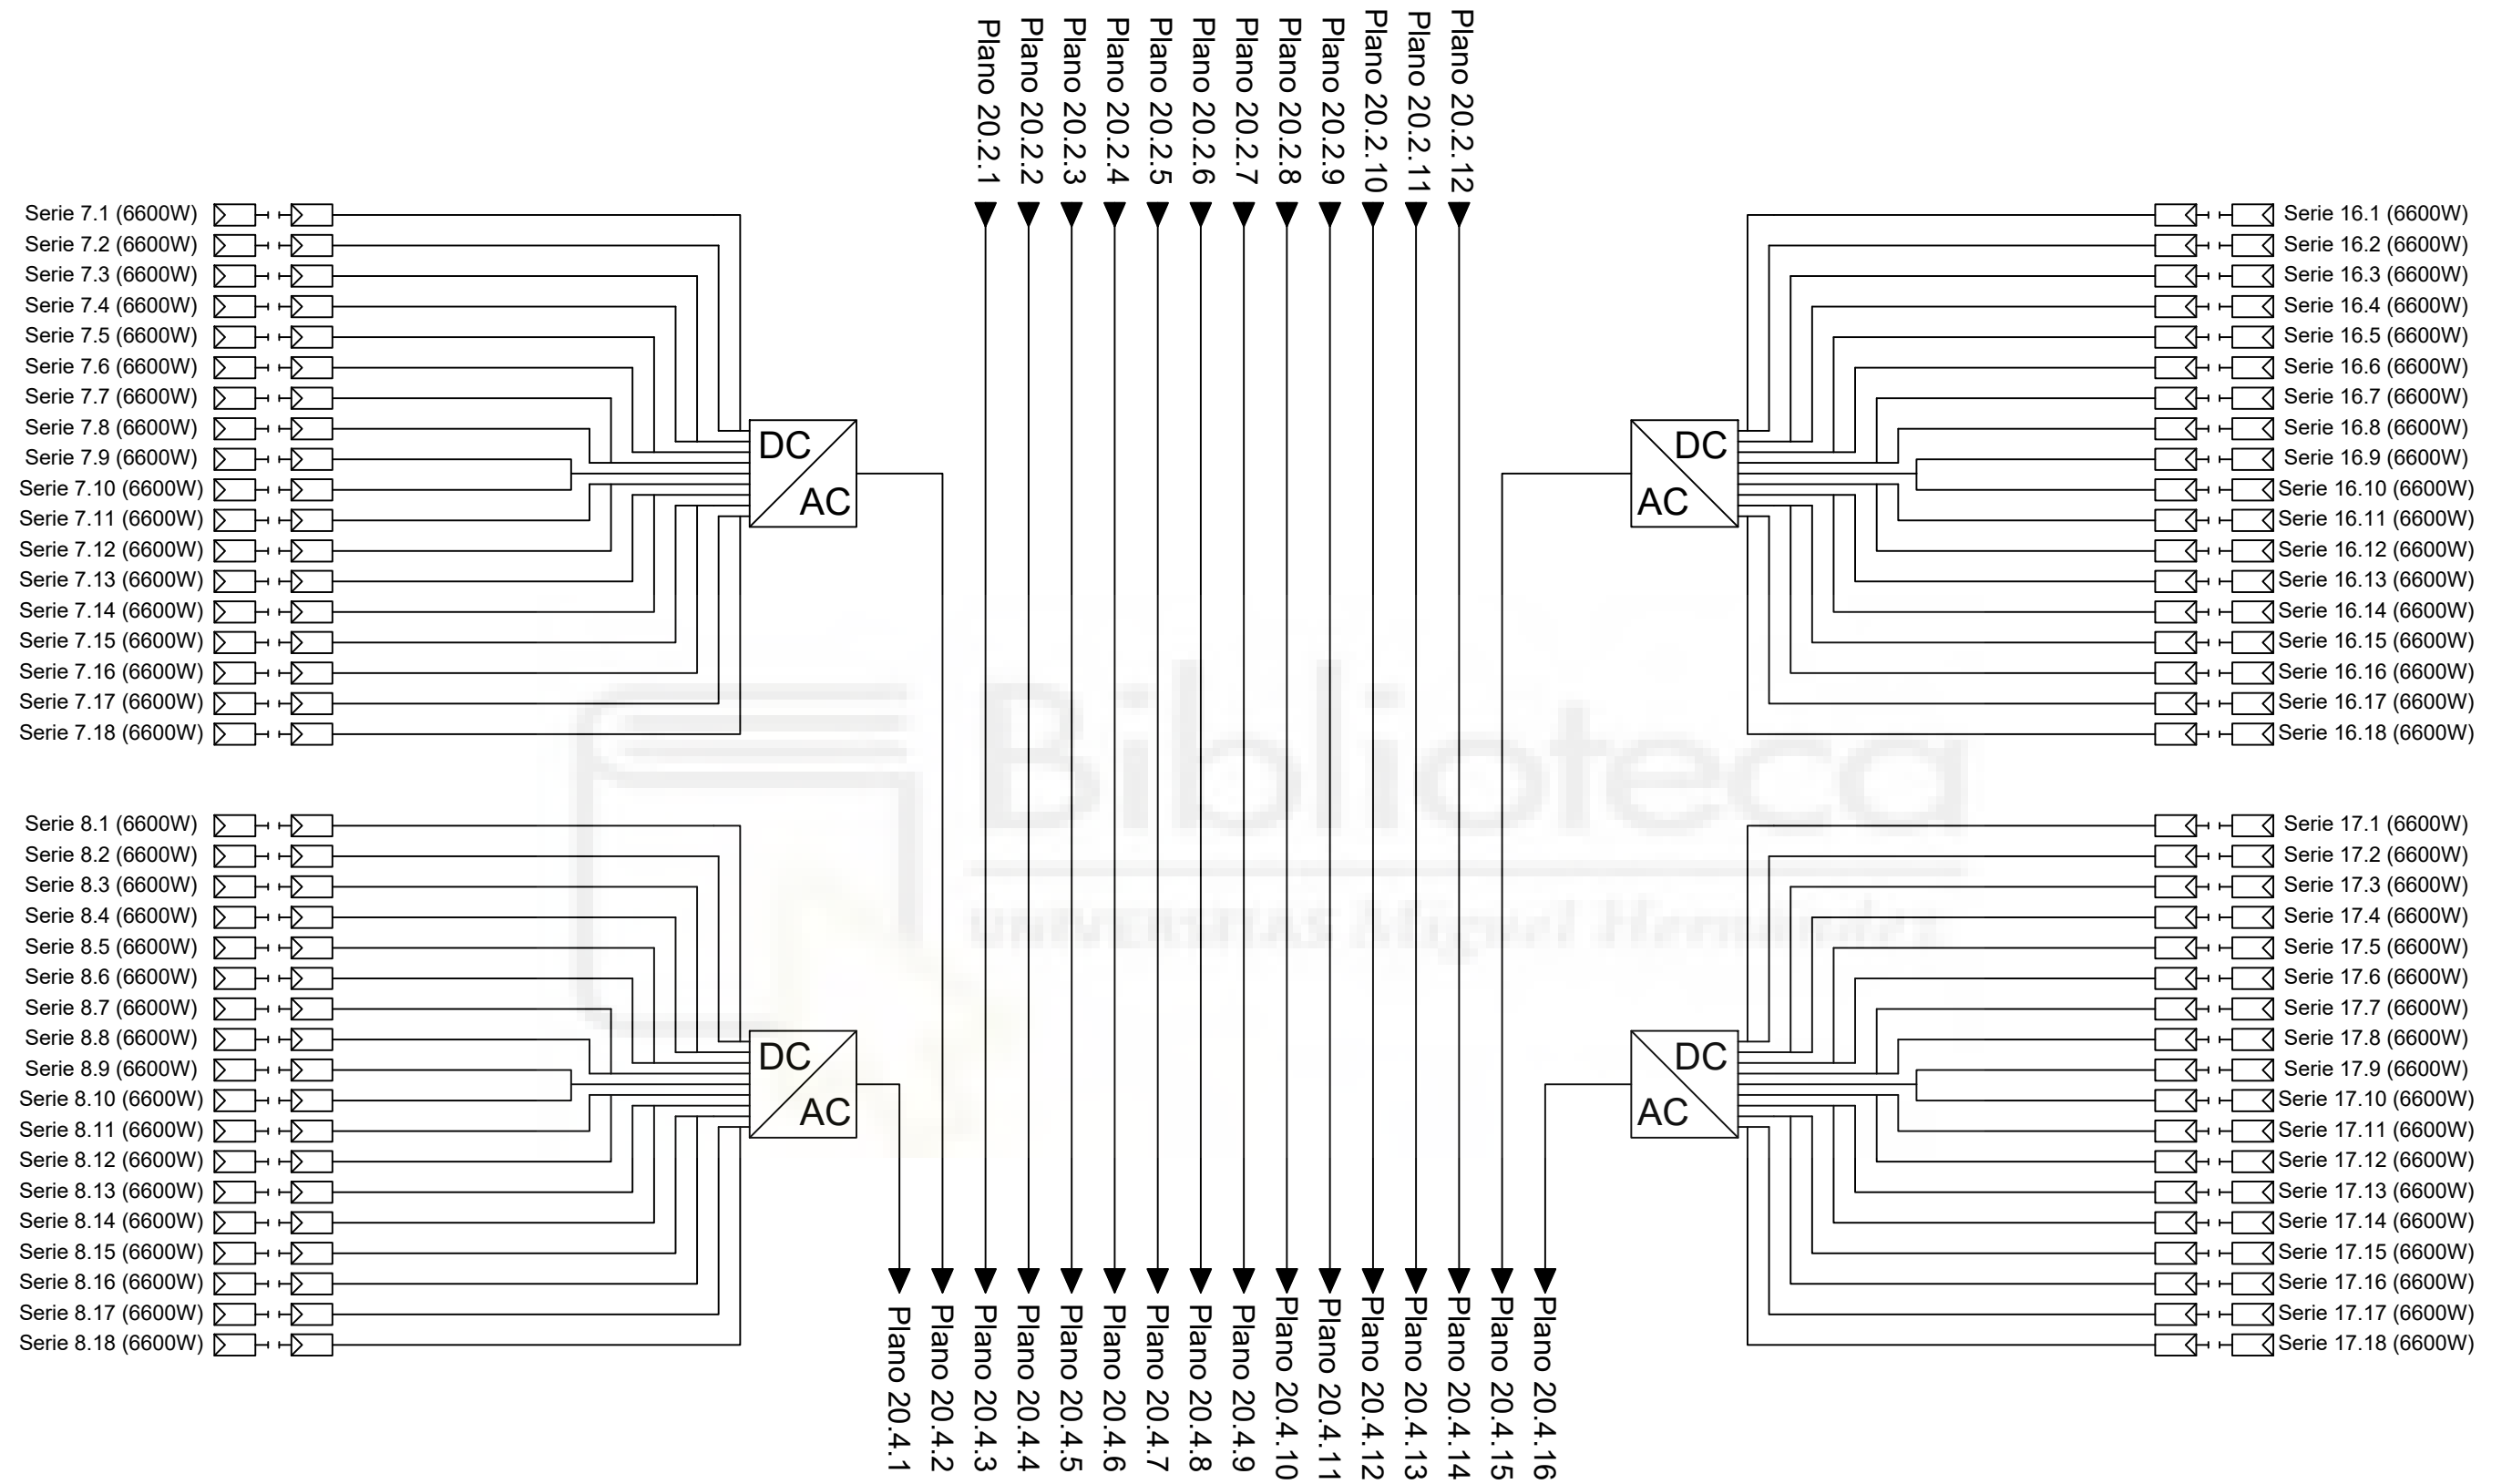 Plano 20.2.1
Plano 20.2.2
Plano 20.2.3
Plano 20.2.4
Plano 20.2.5
Plano 20.2.6
Plano 20.2.7
Plano 20.2.8
Plano 20.2.9
Plano 20.2.10
Plano 20.2.11
Plano 20.2.12
Serie 7.1 (6600W)
Serie 7.2 (6600W)
Serie 7.3 (6600W)
Serie 7.4 (6600W)
Serie 7.5 (6600W)
Serie 7.6 (6600W)
Serie 7.7 (6600W)
Serie 7.8 (6600W)
Serie 7.9 (6600W)
Serie 7.10 (6600W)
Serie 7.11 (6600W)
Serie 7.12 (6600W)
Serie 7.13 (6600W)
Serie 7.14 (6600W)
Serie 7.15 (6600W)
Serie 7.16 (6600W)
Serie 7.17 (6600W)
Serie 7.18 (6600W)
DC
AC
DC
AC
Serie 16.1 (6600W)
Serie 16.2 (6600W)
Serie 16.3 (6600W)
Serie 16.4 (6600W)
Serie 16.5 (6600W)
Serie 16.6 (6600W)
Serie 16.7 (6600W)
Serie 16.8 (6600W)
Serie 16.9 (6600W)
Serie 16.10 (6600W)
Serie 16.11 (6600W)
Serie 16.12 (6600W)
Serie 16.13 (6600W)
Serie 16.14 (6600W)
Serie 16.15 (6600W)
Serie 16.16 (6600W)
Serie 16.17 (6600W)
Serie 16.18 (6600W)
Biblioteca
UNIVERSITAS Miguel Hernández
Serie 8.1 (6600W)
Serie 8.2 (6600W)
Serie 8.3 (6600W)
Serie 8.4 (6600W)
Serie 8.5 (6600W)
Serie 8.6 (6600W)
Serie 8.7 (6600W)
Serie 8.8 (6600W)
Serie 8.9 (6600W)
Serie 8.10 (6600W)
Serie 8.11 (6600W)
Serie 8.12 (6600W)
Serie 8.13 (6600W)
Serie 8.14 (6600W)
Serie 8.15 (6600W)
Serie 8.16 (6600W)
Serie 8.17 (6600W)
Serie 8.18 (6600W)
DC
AC
DC
AC
Serie 17.1 (6600W)
Serie 17.2 (6600W)
Serie 17.3 (6600W)
Serie 17.4 (6600W)
Serie 17.5 (6600W)
Serie 17.6 (6600W)
Serie 17.7 (6600W)
Serie 17.8 (6600W)
Serie 17.9 (6600W)
Serie 17.10 (6600W)
Serie 17.11 (6600W)
Serie 17.12 (6600W)
Serie 17.13 (6600W)
Serie 17.14 (6600W)
Serie 17.15 (6600W)
Serie 17.16 (6600W)
Serie 17.17 (6600W)
Serie 17.18 (6600W)
Plano 20.4.1
Plano 20.4.2
Plano 20.4.3
Plano 20.4.4
Plano 20.4.5
Plano 20.4.6
Plano 20.4.7
Plano 20.4.8
Plano 20.4.9
Plano 20.4.10
Plano 20.4.11
Plano 20.4.12
Plano 20.4.13
Plano 20.4.14
Plano 20.4.15
Plano 20.4.16